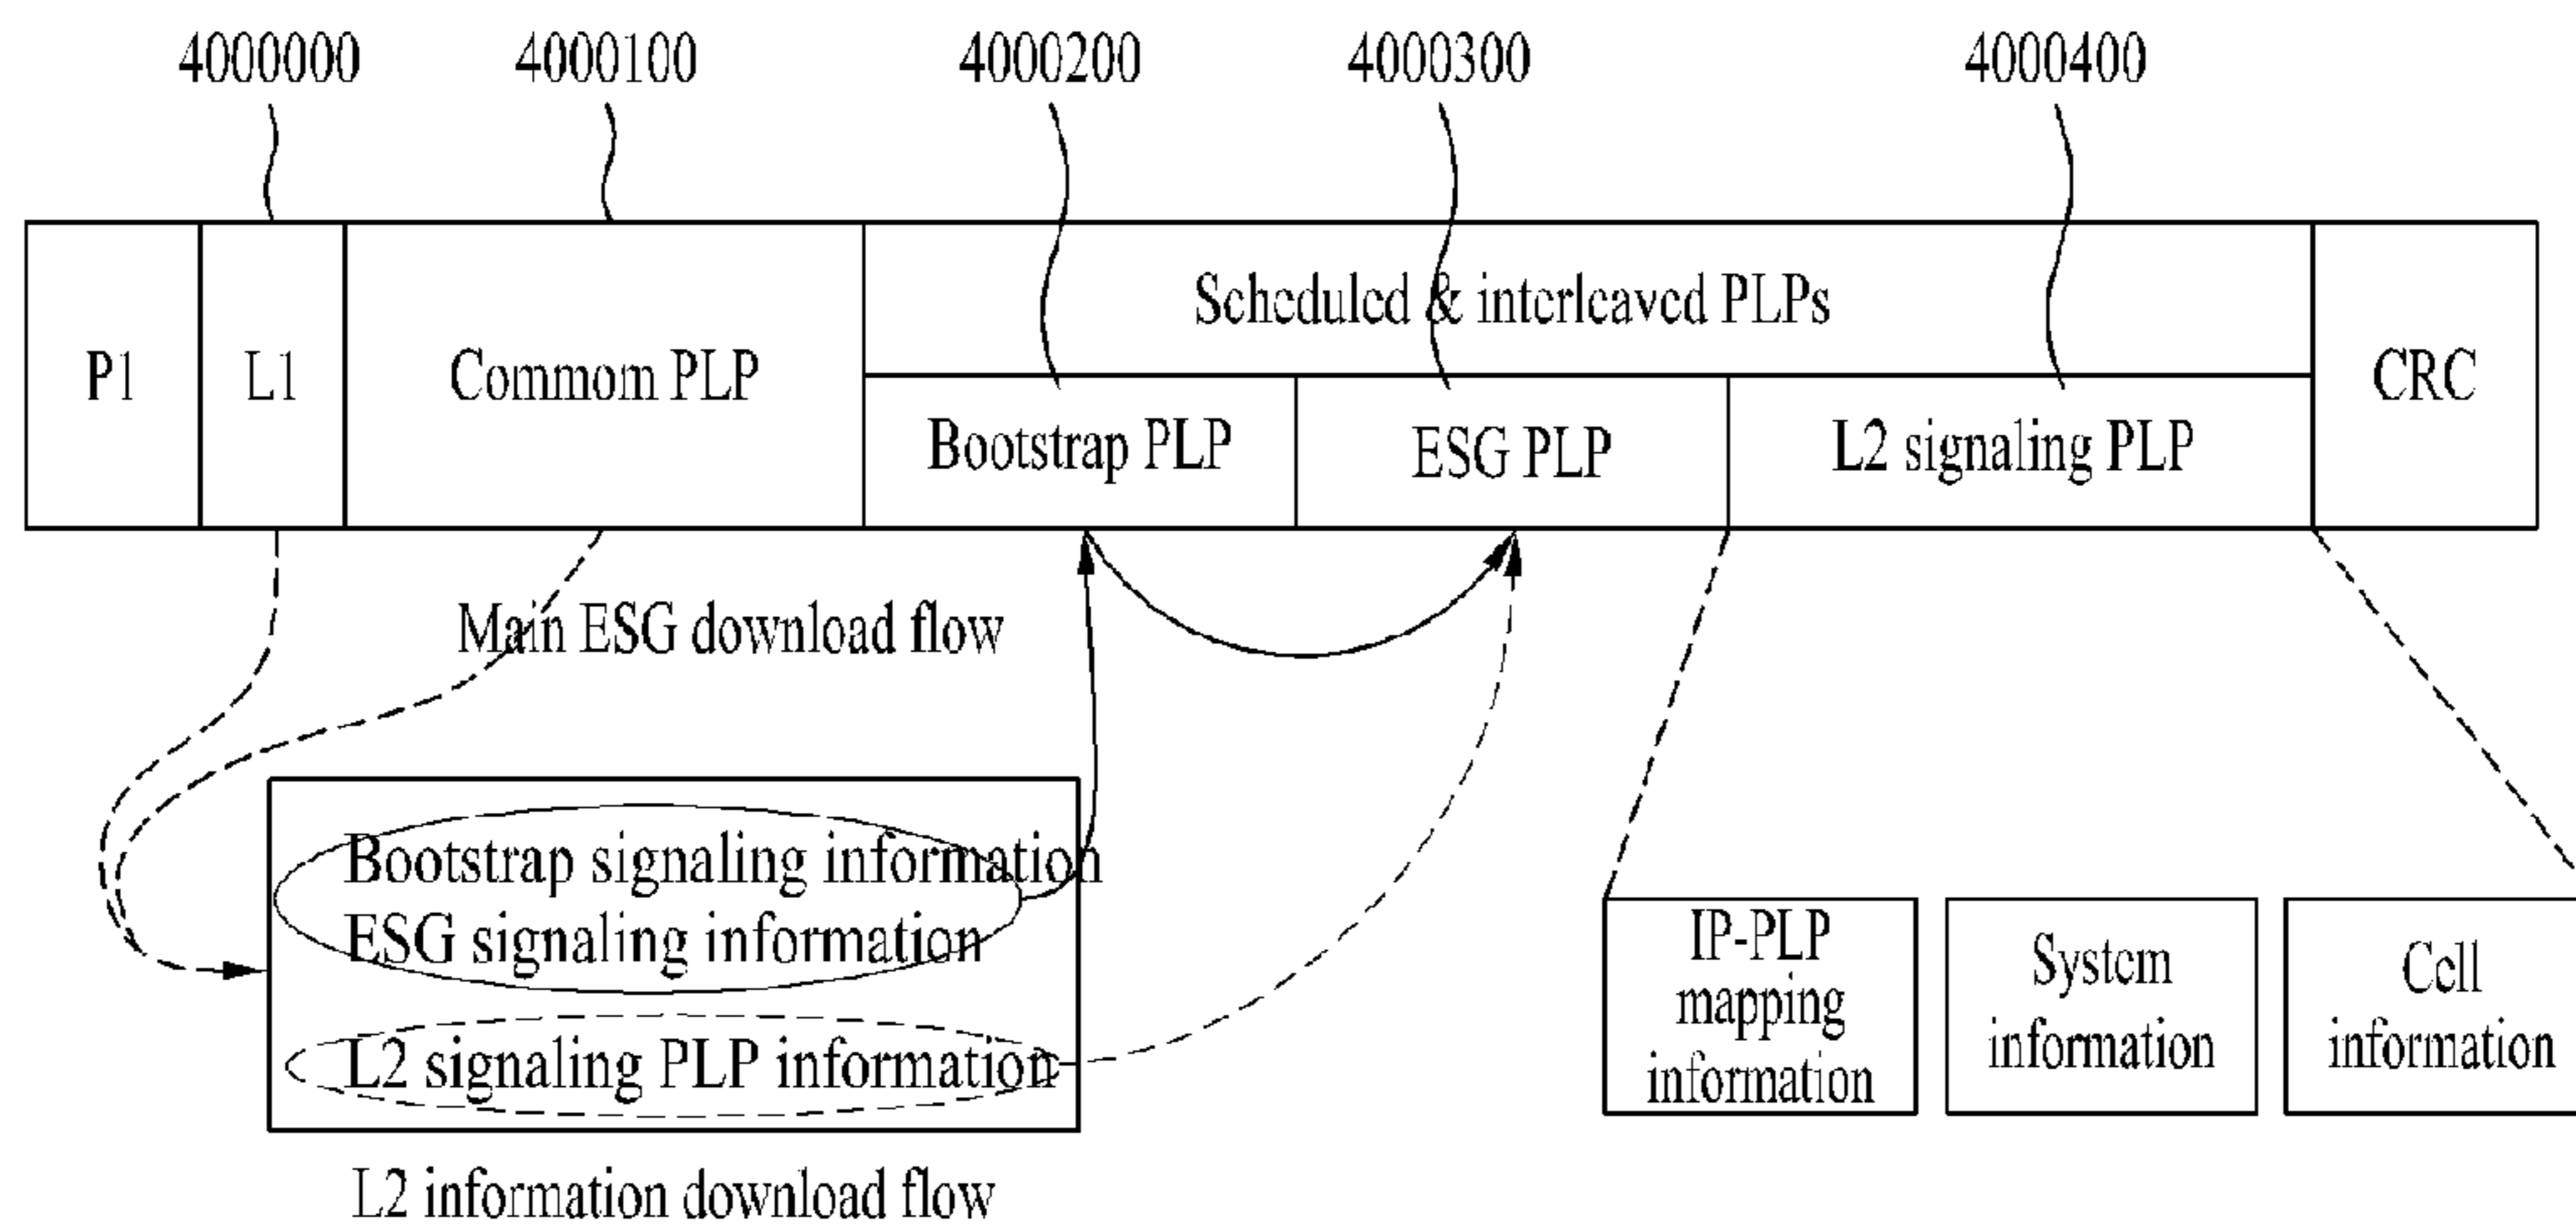 4000000 4000100 4000200 4000300 4000400
P1
L1
Commom PLP
Scheduled & interleaved PLPs
Bootstrap PLP
ESG PLP
L2 signaling PLP
CRC
Main ESG download flow
Bootstrap signaling information
ESG signaling information
L2 signaling PLP information
L2 information download flow
IP-PLP
mapping
information
System
information
Cell
information